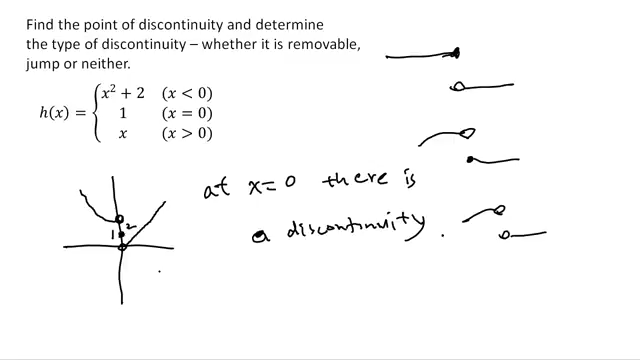 Find the point of discontinuity and determine
the type of discontinuity – whether it is removable,
jump or neither.
x² + 2 (x < 0)
h(x) = { 1 (x = 0)
x (x > 0)
at x=0 there is
a discontinuity.
2
1